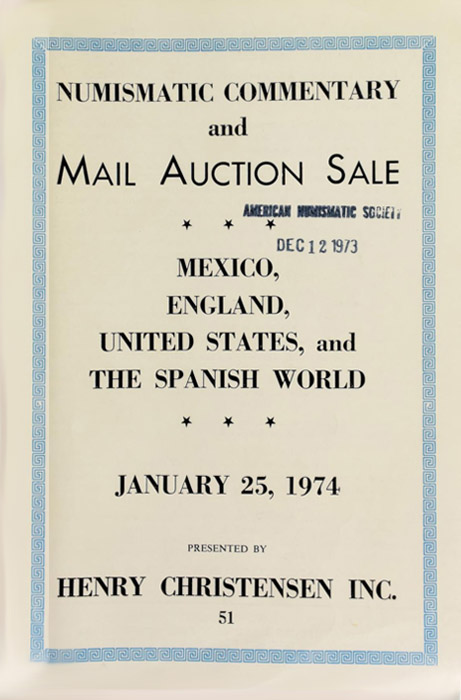 NUMISMATIC COMMENTARY
and
MAIL AUCTION SALE
AMERICAN NUMISMATIC SOCIETY
★ ★ ★
DEC 12 1973
MEXICO,
ENGLAND,
UNITED STATES, and
THE SPANISH WORLD
★ ★ ★
JANUARY 25, 1974
PRESENTED BY
HENRY CHRISTENSEN INC.
51